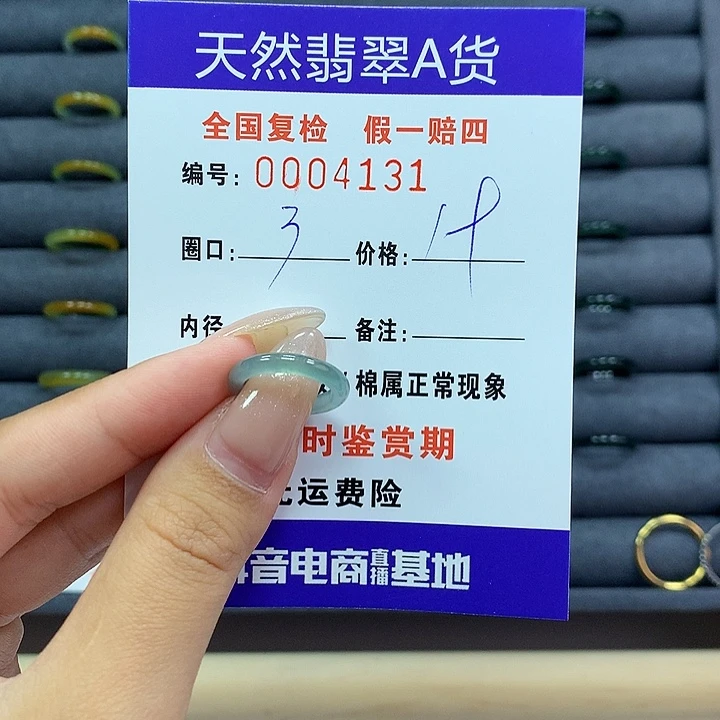 天然翡翠A货
全国复检 假一赔四
编号: 0004131
圈口: 3 价格:
内径 备注:
棉属正常现象
时鉴赏期
运费险
音电商直播基地